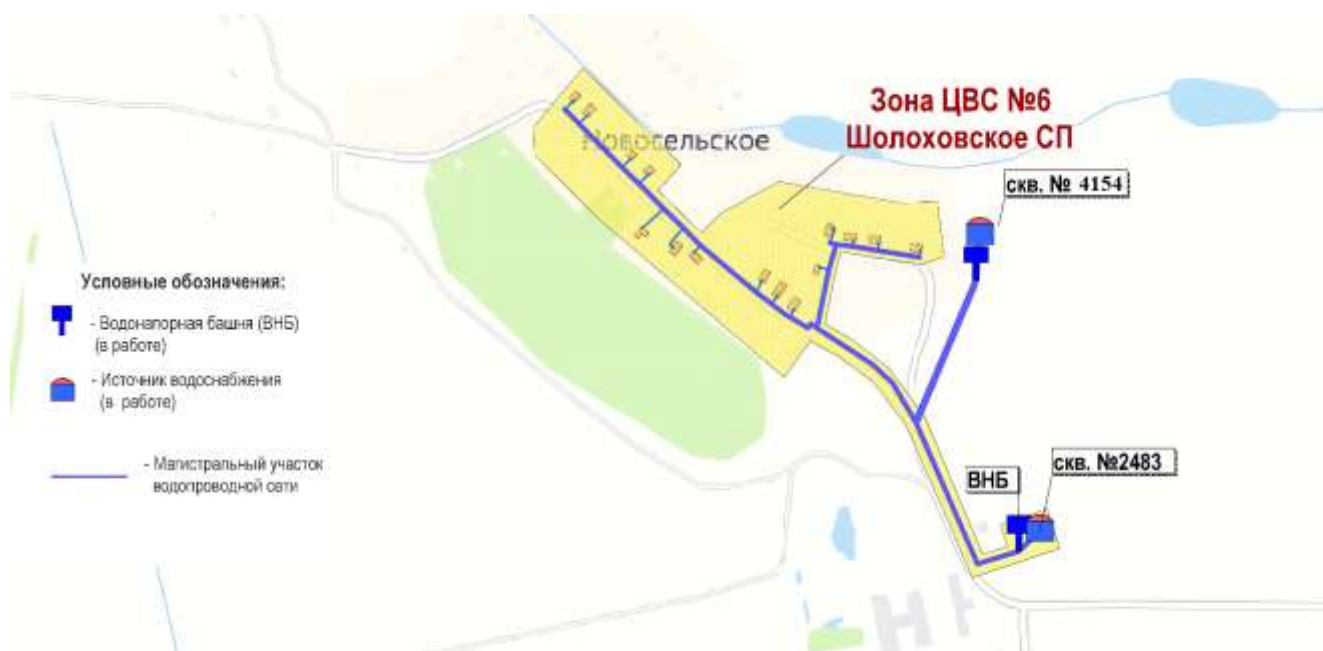 Зона ЦВС №6
Шолоховское СП
Новосельское
скв. № 4154
Условные обозначения:
- Водонапорная башня (ВНБ)
(в работе)
- Источник водоснабжения
(в работе)
- Магистральный участок
водопроводной сети
ВНБ
скв. №2483